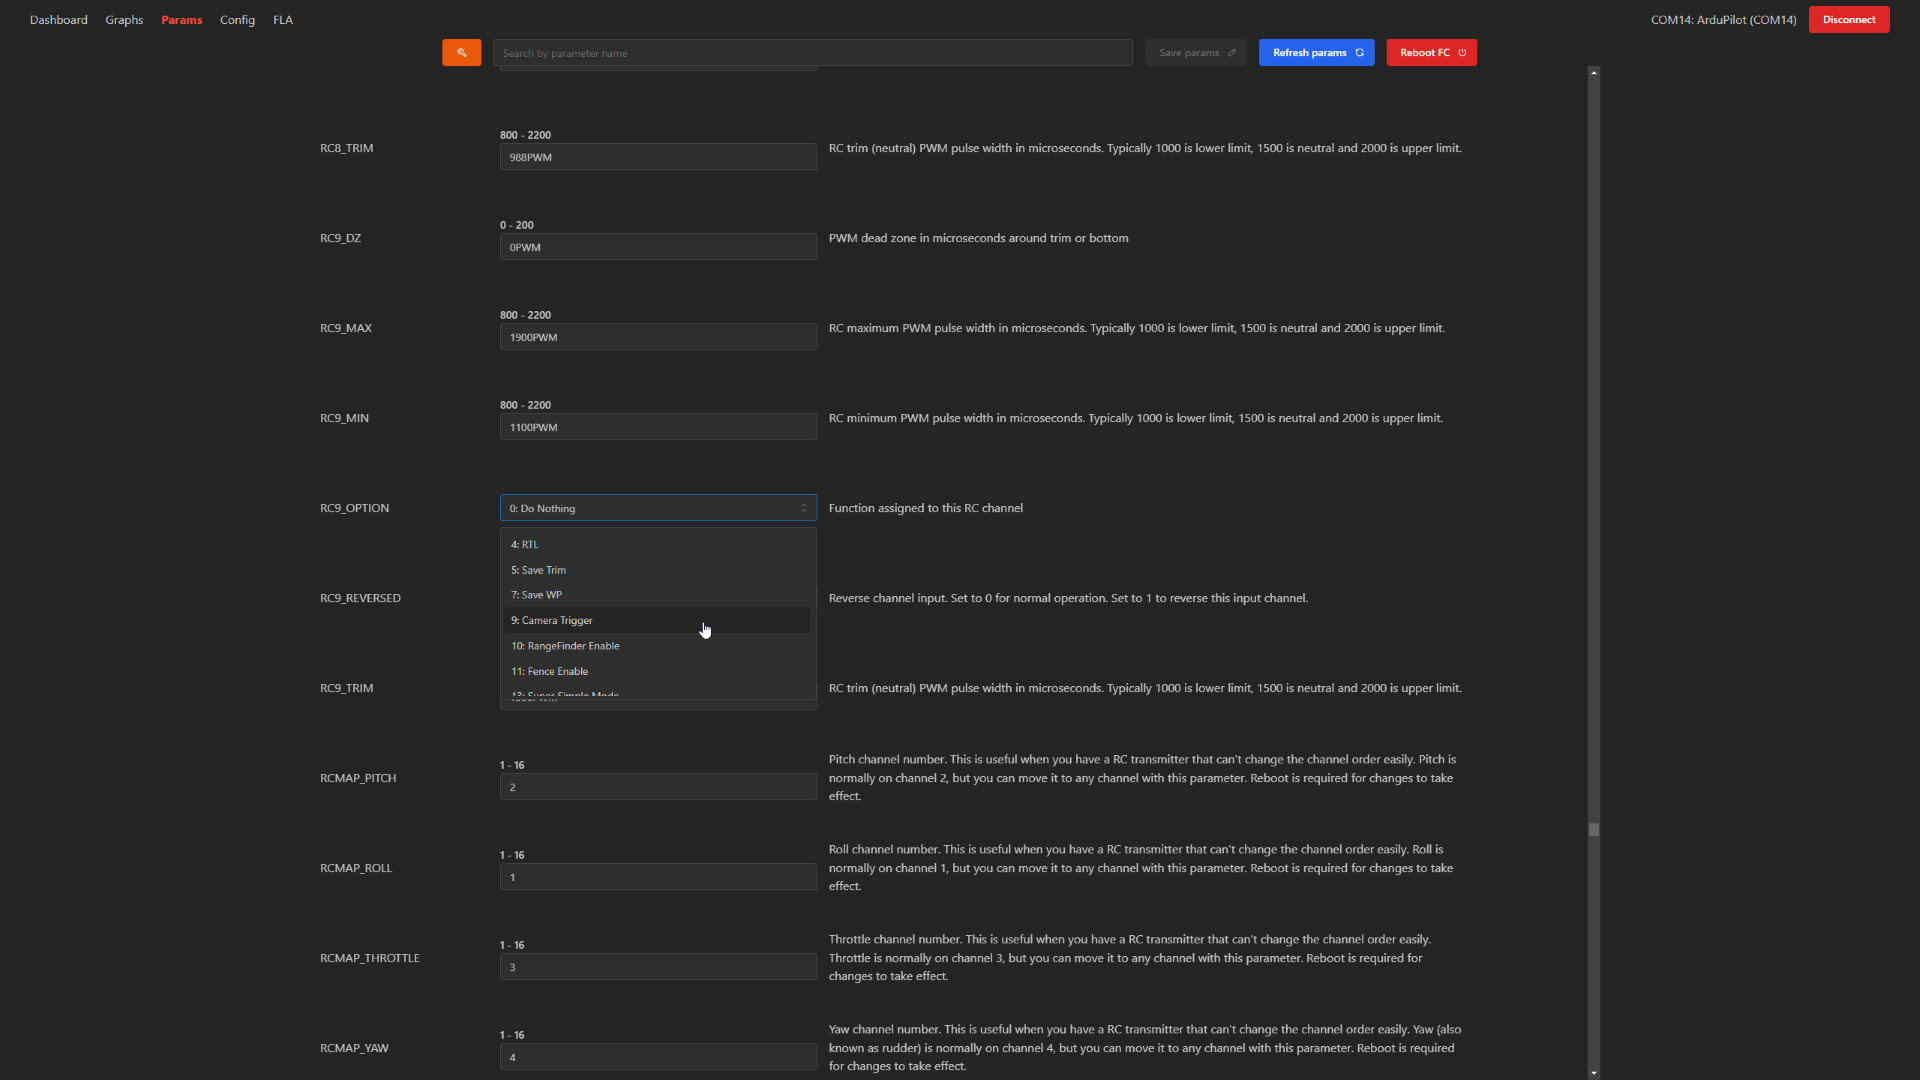 Dashboard Graphs Params Config FLA COM14: ArduPilot (COM14) Disconnect
Search by parameter name Save params Refresh params Reboot FC
800 - 2200
RC8_TRIM 988PWM RC trim (neutral) PWM pulse width in microseconds. Typically 1000 is lower limit, 1500 is neutral and 2000 is upper limit.
0 - 200
RC9_DZ 0PWM PWM dead zone in microseconds around trim or bottom
800 - 2200
RC9_MAX 1900PWM RC maximum PWM pulse width in microseconds. Typically 1000 is lower limit, 1500 is neutral and 2000 is upper limit.
800 - 2200
RC9_MIN 1100PWM RC minimum PWM pulse width in microseconds. Typically 1000 is lower limit, 1500 is neutral and 2000 is upper limit.
RC9_OPTION 0: Do Nothing Function assigned to this RC channel
4: RTL
5: Save Trim
7: Save WP
RC9_REVERSED Reverse channel input. Set to 0 for normal operation. Set to 1 to reverse this input channel.
9: Camera Trigger
10: RangeFinder Enable
11: Fence Enable
13: Super Simple Mode
RC9_TRIM RC trim (neutral) PWM pulse width in microseconds. Typically 1000 is lower limit, 1500 is neutral and 2000 is upper limit.
1 - 16
RCMAP_PITCH 2 Pitch channel number. This is useful when you have a RC transmitter that can't change the channel order easily. Pitch is
normally on channel 2, but you can move it to any channel with this parameter. Reboot is required for changes to take
effect.
1 - 16
RCMAP_ROLL 1 Roll channel number. This is useful when you have a RC transmitter that can't change the channel order easily. Roll is
normally on channel 1, but you can move it to any channel with this parameter. Reboot is required for changes to take
effect.
1 - 16
RCMAP_THROTTLE 3 Throttle channel number. This is useful when you have a RC transmitter that can't change the channel order easily.
Throttle is normally on channel 3, but you can move it to any channel with this parameter. Reboot is required for
changes to take effect.
1 - 16
RCMAP_YAW 4 Yaw channel number. This is useful when you have a RC transmitter that can't change the channel order easily. Yaw (also
known as rudder) is normally on channel 4, but you can move it to any channel with this parameter. Reboot is required
for changes to take effect.